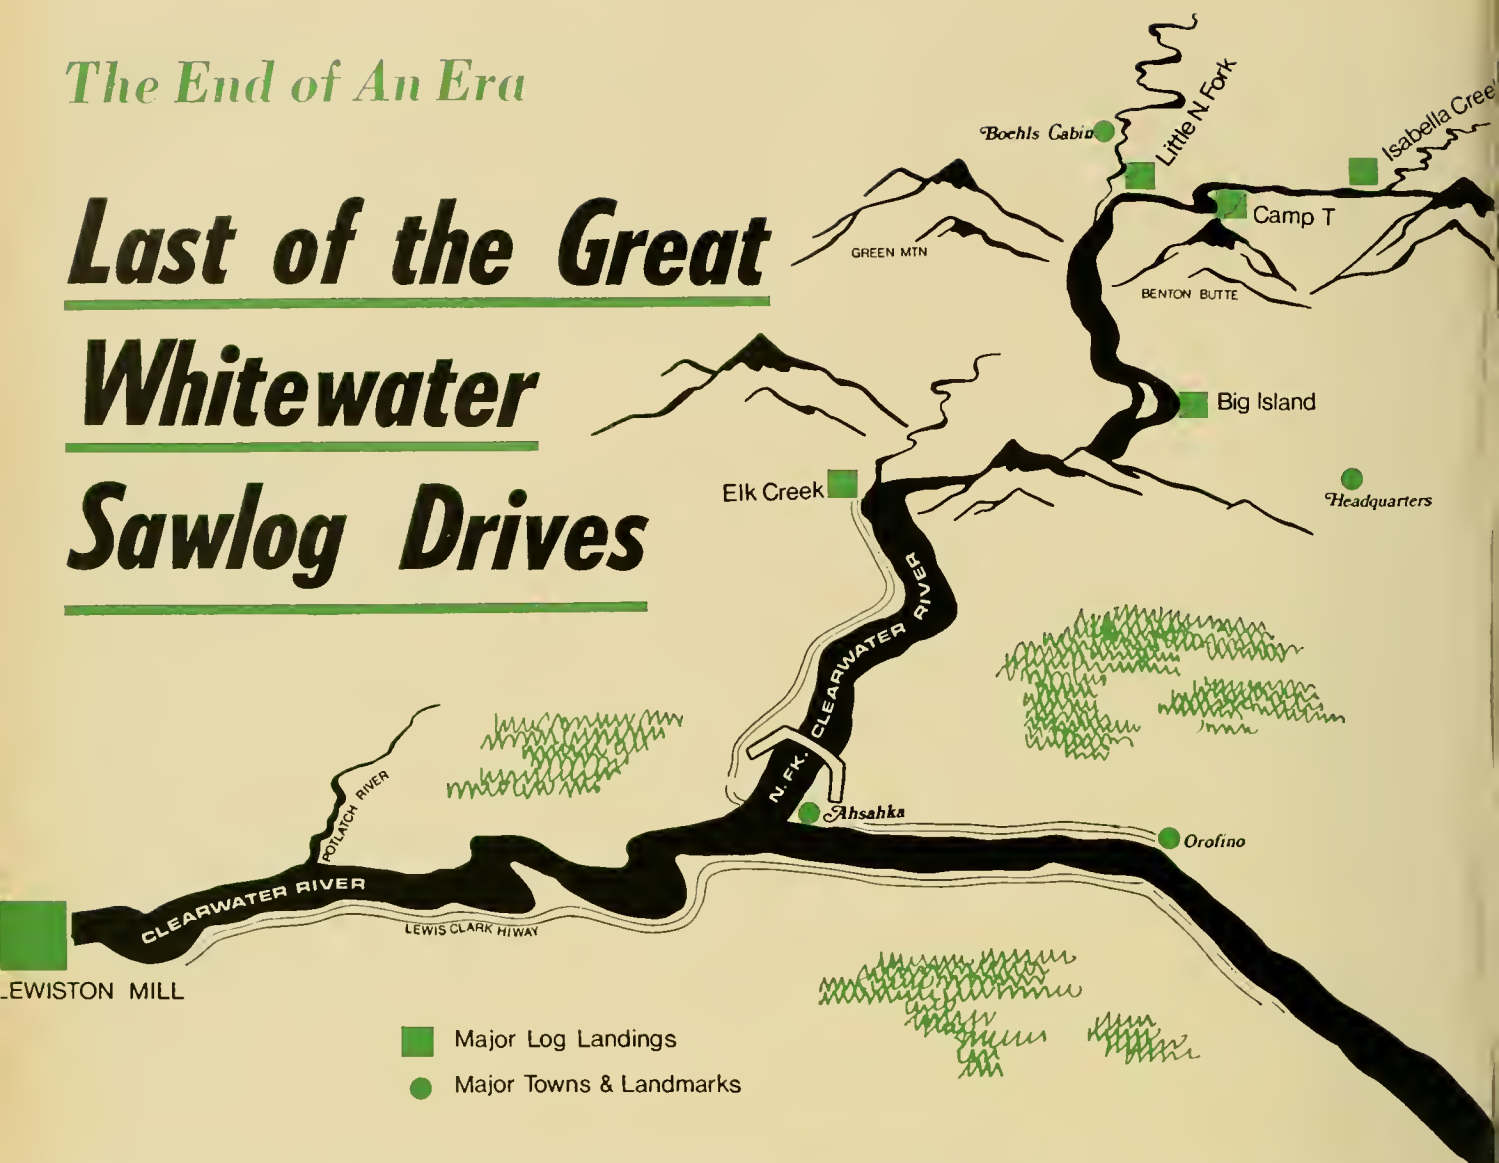 The End of An Era
Last of the Great
Whitewater
Sawlog Drives
Boehls Cabin
Little N. Fork
Isabella Cree
Camp T
GREEN MTN
BENTON BUTTE
Big Island
Elk Creek
Headquarters
N. FK. CLEARWATER RIVER
POTLATCH RIVER
Ahsahka
Orofino
CLEARWATER RIVER
LEWIS CLARK HIWAY
LEWISTON MILL
Major Log Landings
Major Towns & Landmarks